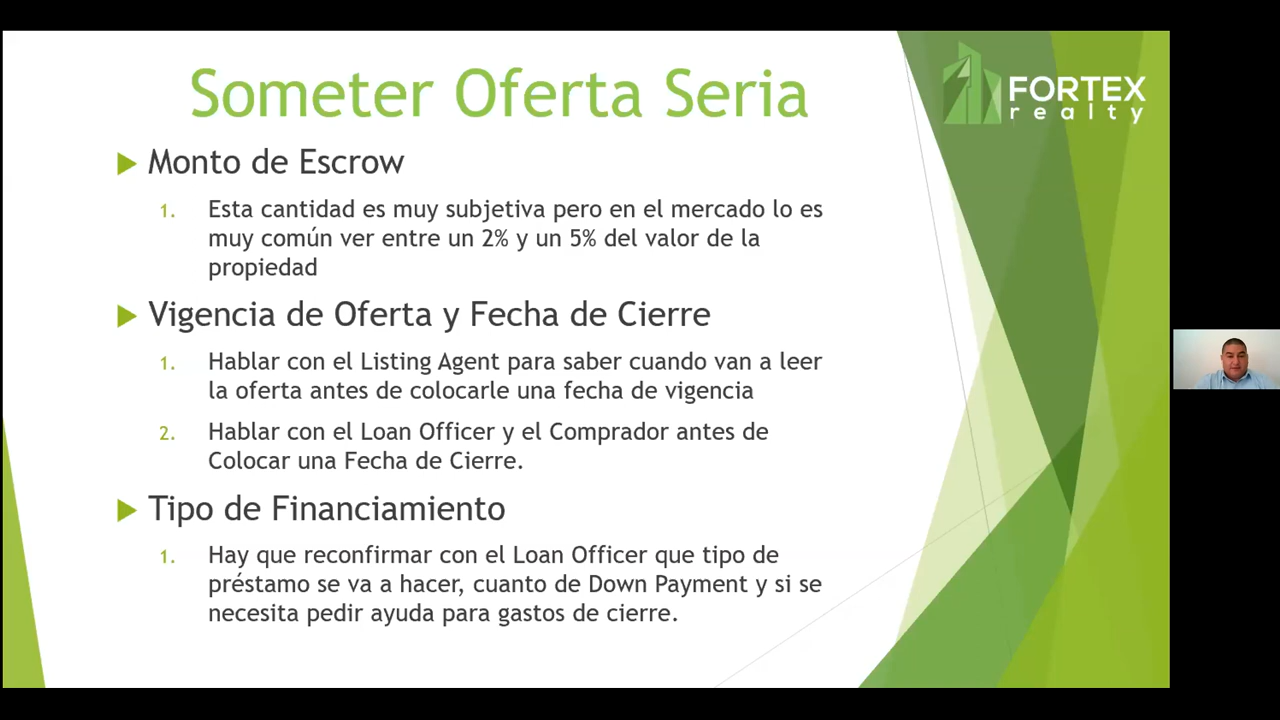 Someter Oferta Seria
FORTEX
realty
Monto de Escrow
1. Esta cantidad es muy subjetiva pero en el mercado lo es
muy común ver entre un 2% y un 5% del valor de la
propiedad
Vigencia de Oferta y Fecha de Cierre
1. Hablar con el Listing Agent para saber cuando van a leer
la oferta antes de colocarle una fecha de vigencia
2. Hablar con el Loan Officer y el Comprador antes de
Colocar una Fecha de Cierre.
Tipo de Financiamiento
1. Hay que reconfirmar con el Loan Officer que tipo de
préstamo se va a hacer, cuanto de Down Payment y si se
necesita pedir ayuda para gastos de cierre.